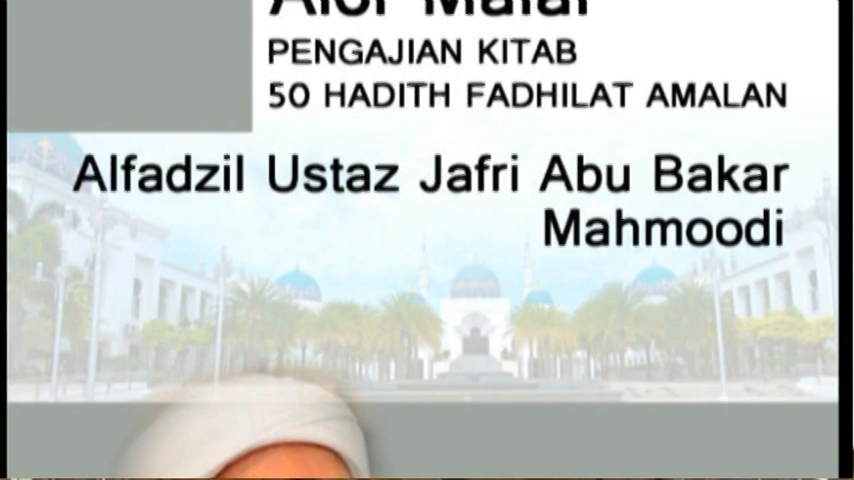 PENGAJIAN KITAB
50 HADITH FADHILAT AMALAN
Alfadzil Ustaz Jafri Abu Bakar
Mahmoodi